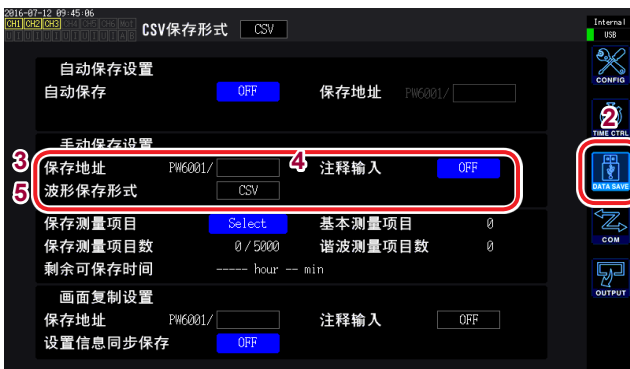 2016-07-12 09:45:06
CH1 CH2 CH3 CH4 CH5 CH6 Mot
U I U I U I U I U I U I A B
CSV保存形式 CSV
Internal
USB
自动保存设置
自动保存 OFF 保存地址 PW6001/
CONFIG
2
TIME CTRL
手动保存设置
3 保存地址 PW6001/ 4 注释输入 OFF
5 波形保存形式 CSV
DATA SAVE
保存测量项目 Select 基本测量项目 0
保存测量项目数 0/5000 谐波测量项目数 0
COM
剩余可保存时间 ----- hour -- min
画面复制设置
OUTPUT
保存地址 PW6001/ 注释输入 OFF
设置信息同步保存 OFF